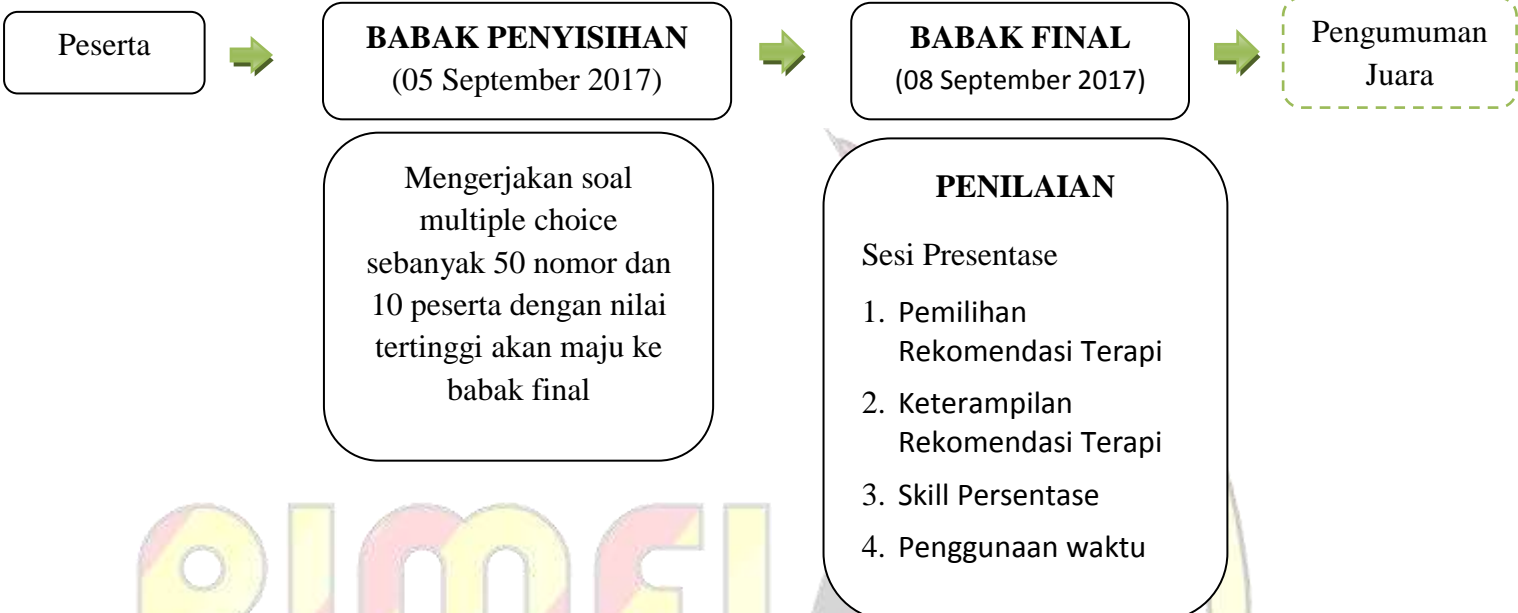 Peserta
BABAK PENYISIHAN
(05 September 2017)
BABAK FINAL
(08 September 2017)
Pengumuman
Juara
Mengerjakan soal
multiple choice
sebanyak 50 nomor dan
10 peserta dengan nilai
tertinggi akan maju ke
babak final
PENILAIAN
Sesi Presentase
1. Pemilihan
Rekomendasi Terapi
2. Keterampilan
Rekomendasi Terapi
3. Skill Persentase
4. Penggunaan waktu